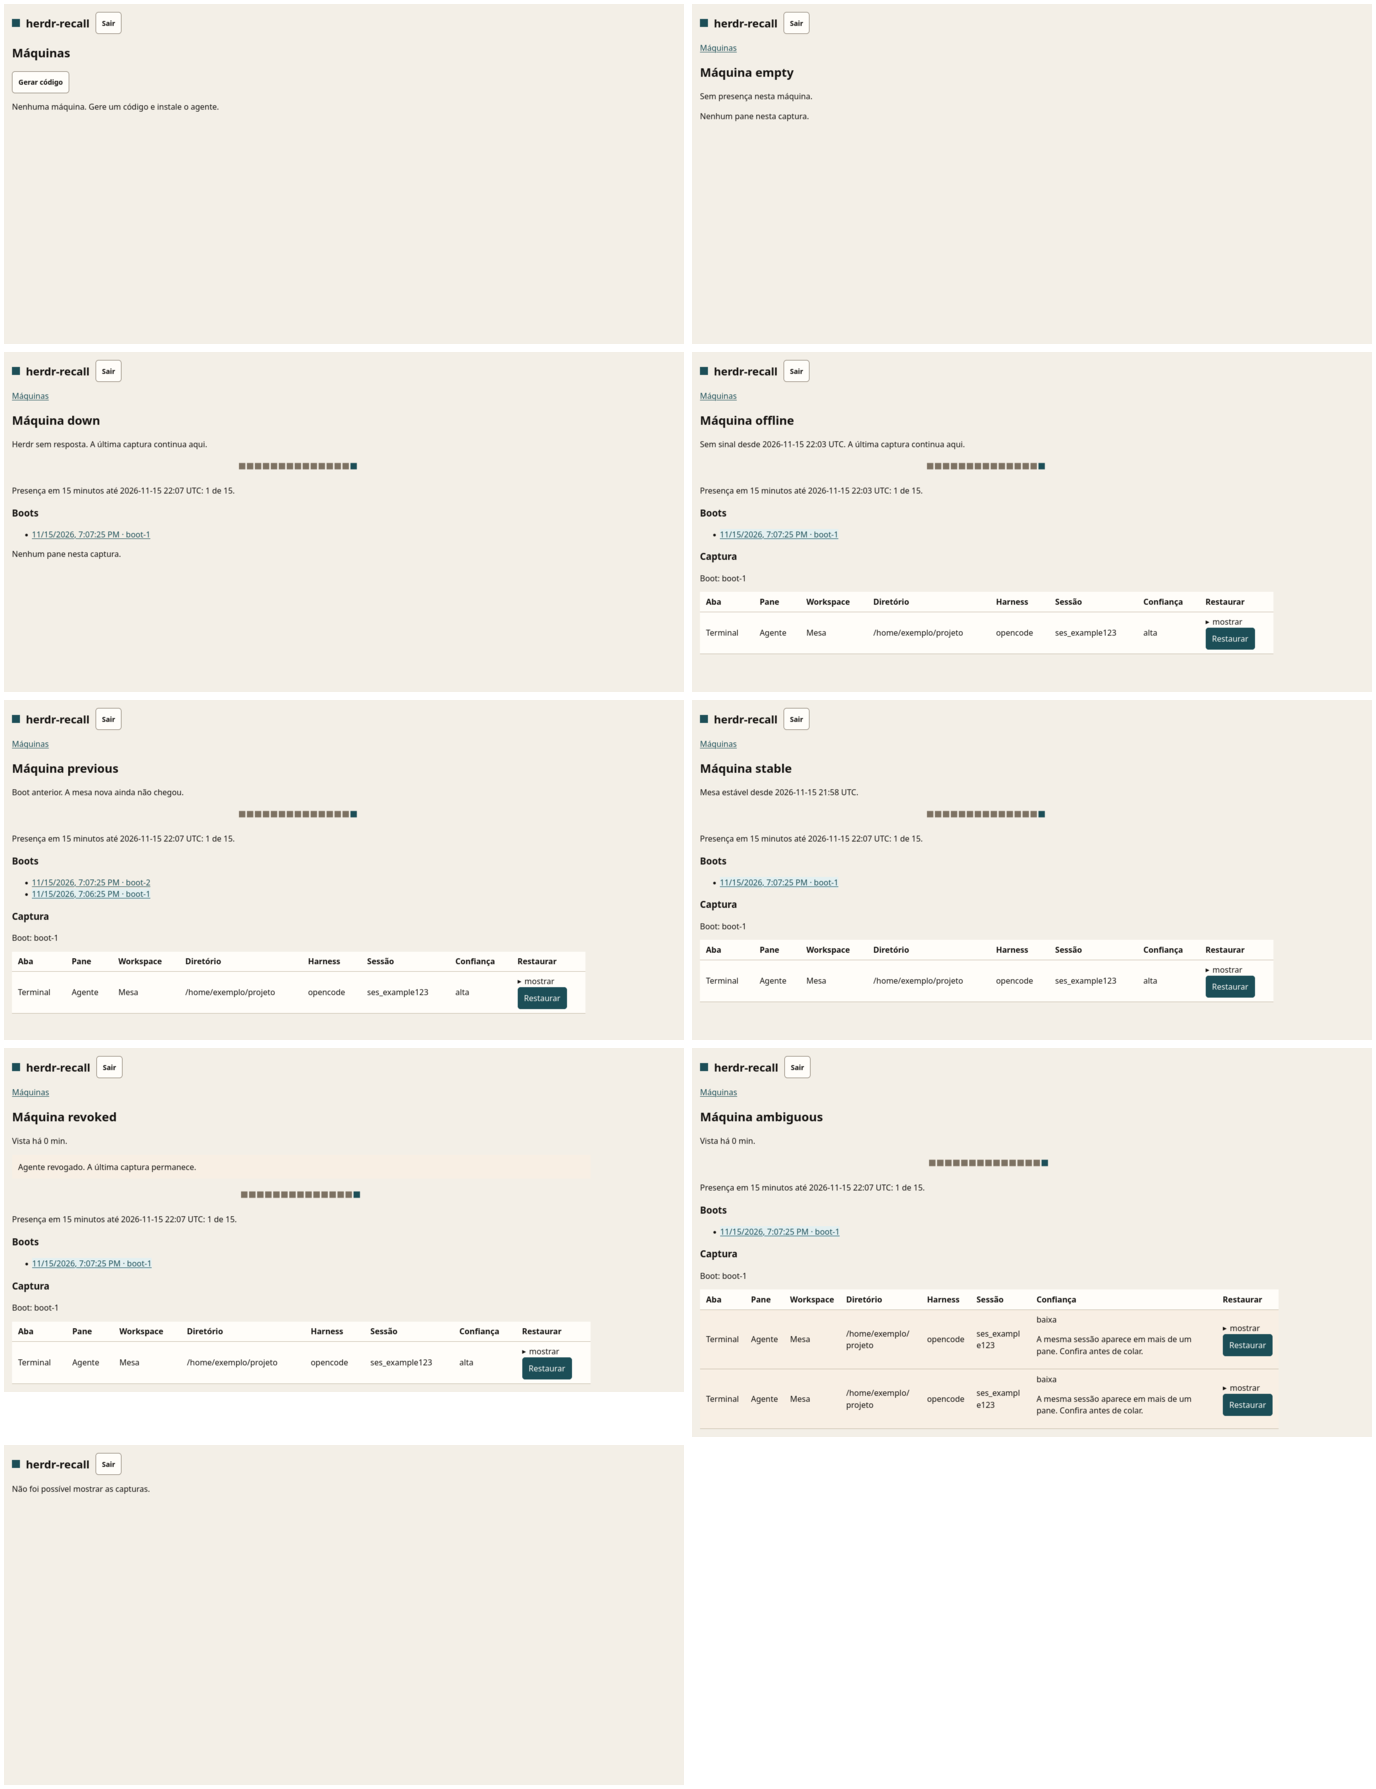 herdr-recall Sair
Máquinas
Gerar código
Nenhuma máquina. Gere um código e instale o agente.
herdr-recall Sair
Máquinas
Máquina empty
Sem presença nesta máquina.
Nenhum pane nesta captura.
herdr-recall Sair
Máquinas
Máquina down
Herdr sem resposta. A última captura continua aqui.
Presença em 15 minutos até 2026-11-15 22:07 UTC: 1 de 15.
Boots
• 11/15/2026, 7:07:25 PM · boot-1
Nenhum pane nesta captura.
herdr-recall Sair
Máquinas
Máquina offline
Sem sinal desde 2026-11-15 22:03 UTC. A última captura continua aqui.
Presença em 15 minutos até 2026-11-15 22:03 UTC: 1 de 15.
Boots
• 11/15/2026, 7:07:25 PM · boot-1
Captura
Boot: boot-1
Aba Pane Workspace Diretório Harness Sessão Confiança Restaurar
▸ mostrar
Terminal Agente Mesa /home/exemplo/projeto opencode ses_example123 alta
Restaurar
herdr-recall Sair
Máquinas
Máquina previous
Boot anterior. A mesa nova ainda não chegou.
Presença em 15 minutos até 2026-11-15 22:07 UTC: 1 de 15.
Boots
• 11/15/2026, 7:07:25 PM · boot-2
• 11/15/2026, 7:06:25 PM · boot-1
Captura
Boot: boot-1
Aba Pane Workspace Diretório Harness Sessão Confiança Restaurar
▸ mostrar
Terminal Agente Mesa /home/exemplo/projeto opencode ses_example123 alta
Restaurar
herdr-recall Sair
Máquinas
Máquina stable
Mesa estável desde 2026-11-15 21:58 UTC.
Presença em 15 minutos até 2026-11-15 22:07 UTC: 1 de 15.
Boots
• 11/15/2026, 7:07:25 PM · boot-1
Captura
Boot: boot-1
Aba Pane Workspace Diretório Harness Sessão Confiança Restaurar
▸ mostrar
Terminal Agente Mesa /home/exemplo/projeto opencode ses_example123 alta
Restaurar
herdr-recall Sair
Máquinas
Máquina revoked
Vista há 0 min.
Agente revogado. A última captura permanece.
Presença em 15 minutos até 2026-11-15 22:07 UTC: 1 de 15.
Boots
• 11/15/2026, 7:07:25 PM · boot-1
Captura
Boot: boot-1
Aba Pane Workspace Diretório Harness Sessão Confiança Restaurar
▸ mostrar
Terminal Agente Mesa /home/exemplo/projeto opencode ses_example123 alta
Restaurar
herdr-recall Sair
Máquinas
Máquina ambiguous
Vista há 0 min.
Presença em 15 minutos até 2026-11-15 22:07 UTC: 1 de 15.
Boots
• 11/15/2026, 7:07:25 PM · boot-1
Captura
Boot: boot-1
Aba Pane Workspace Diretório Harness Sessão Confiança Restaurar
Terminal Agente Mesa
/home/exemplo/
projeto
opencode
ses_exampl
e123
baixa
A mesma sessão aparece em mais de um
pane. Confira antes de colar.
▸ mostrar
Restaurar
Terminal Agente Mesa
/home/exemplo/
projeto
opencode
ses_exampl
e123
baixa
A mesma sessão aparece em mais de um
pane. Confira antes de colar.
▸ mostrar
Restaurar
herdr-recall Sair
Não foi possível mostrar as capturas.